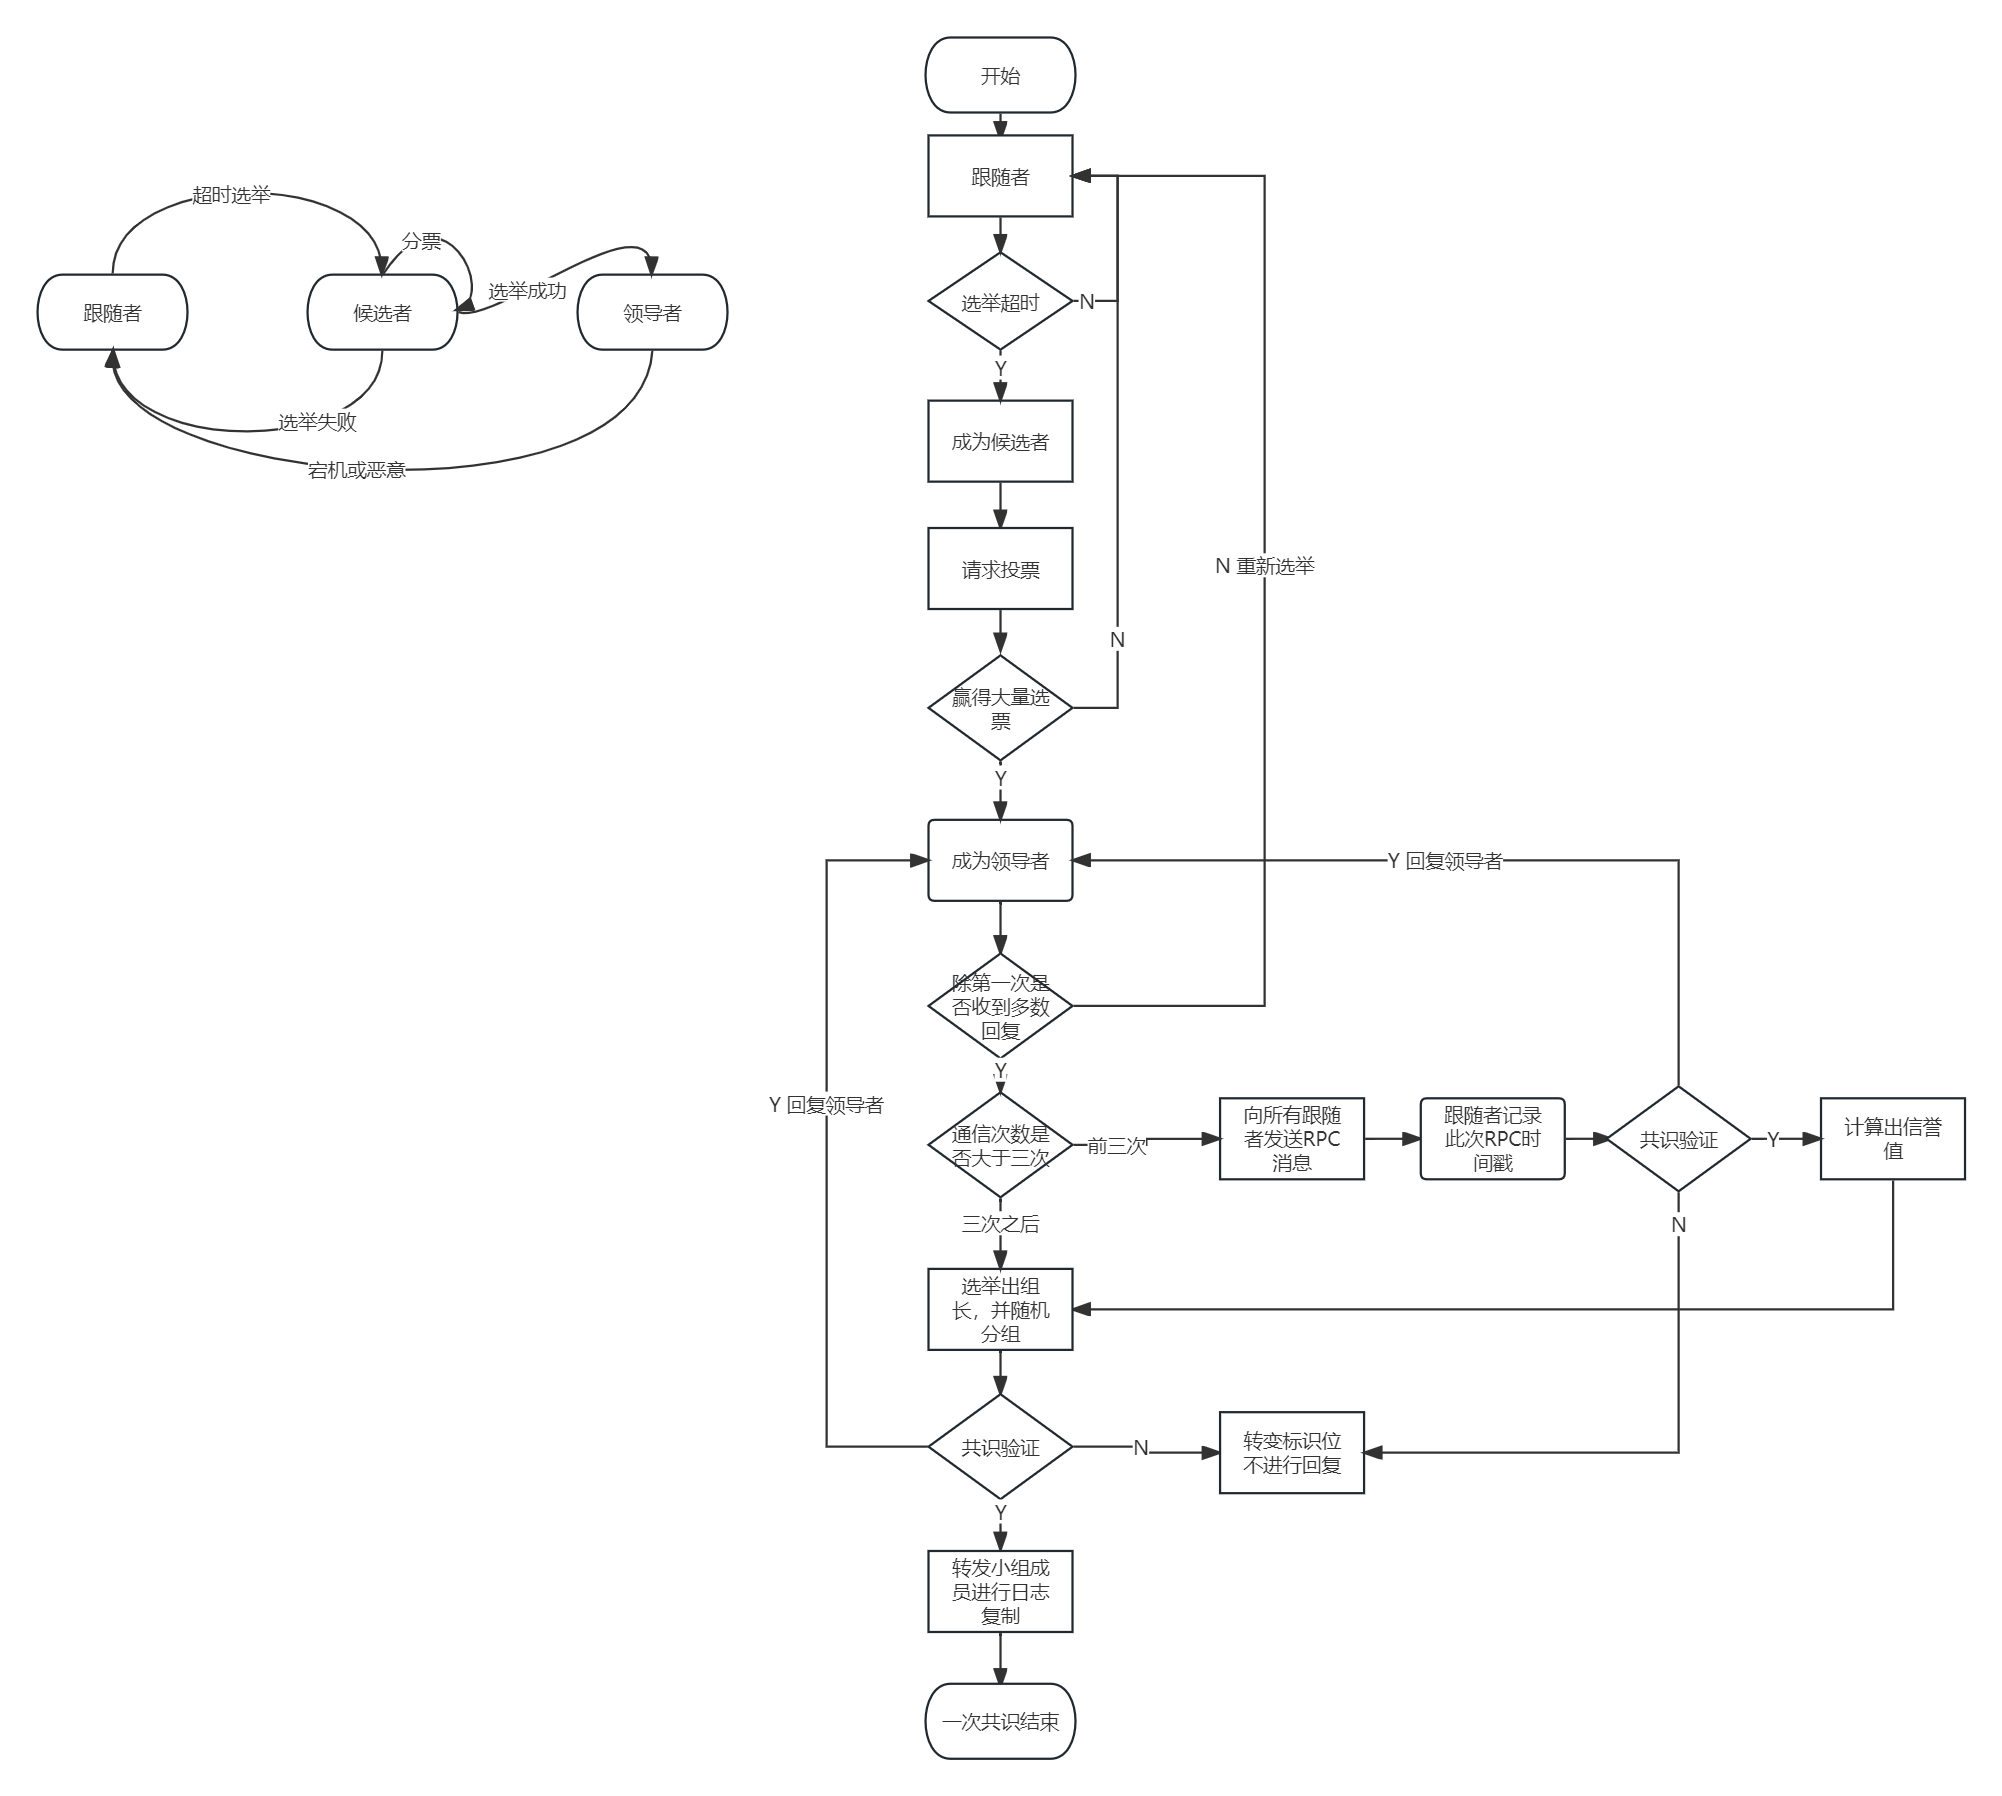 超时选举
分票
选举成功
跟随者
候选者
领导者
选举失败
宕机或恶意
开始
跟随者
选举超时
N
Y
成为候选者
请求投票
N 重新选举
N
赢得大量选
票
Y
成为领导者
Y 回复领导者
除第一次是
否收到多数
回复
Y
Y 回复领导者
通信次数是
否大于三次
前三次
向所有跟随
者发送RPC
消息
跟随者记录
此次RPC时
间戳
共识验证
Y
计算出信誉
值
三次之后
N
选举出组
长，并随机
分组
共识验证
N
转变标识位
不进行回复
Y
转发小组成
员进行日志
复制
一次共识结束